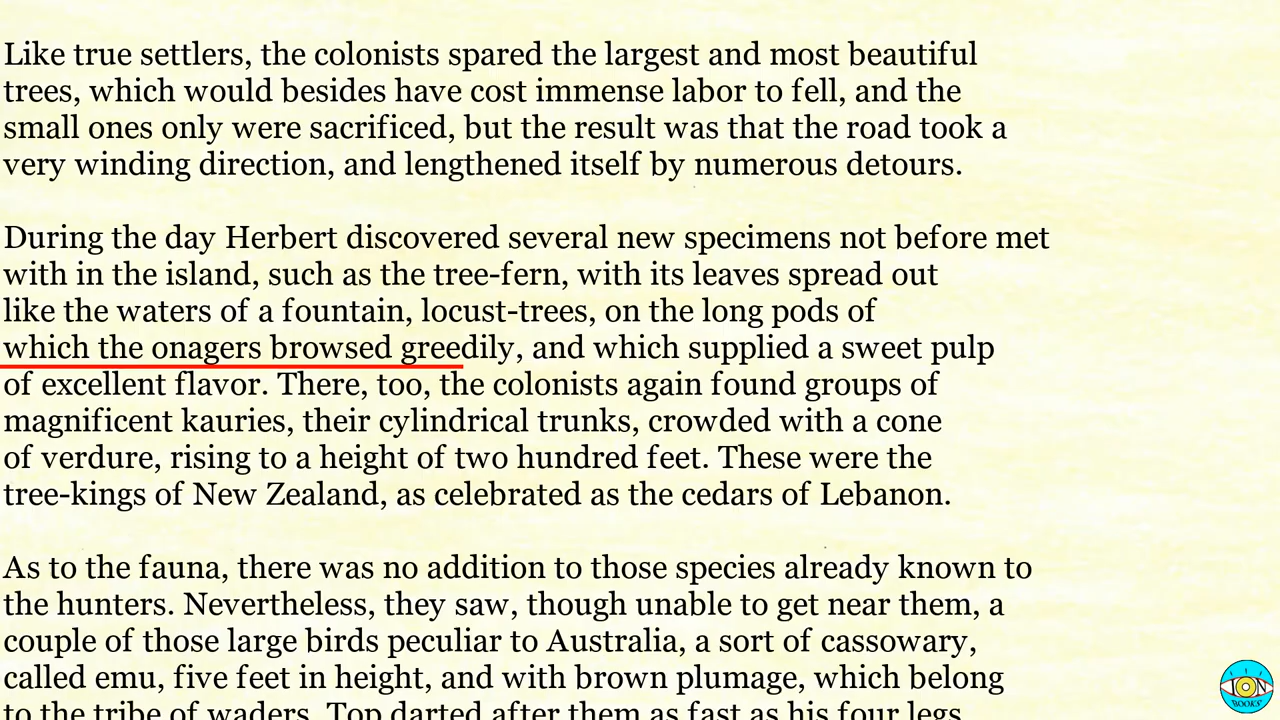 Like true settlers, the colonists spared the largest and most beautiful
trees, which would besides have cost immense labor to fell, and the
small ones only were sacrificed, but the result was that the road took a
very winding direction, and lengthened itself by numerous detours.
During the day Herbert discovered several new specimens not before met
with in the island, such as the tree-fern, with its leaves spread out
like the waters of a fountain, locust-trees, on the long pods of
which the onagers browsed greedily, and which supplied a sweet pulp
of excellent flavor. There, too, the colonists again found groups of
magnificent kauries, their cylindrical trunks, crowded with a cone
of verdure, rising to a height of two hundred feet. These were the
tree-kings of New Zealand, as celebrated as the cedars of Lebanon.
As to the fauna, there was no addition to those species already known to
the hunters. Nevertheless, they saw, though unable to get near them, a
couple of those large birds peculiar to Australia, a sort of cassowary,
called emu, five feet in height, and with brown plumage, which belong
to the tribe of waders. Top darted after them as fast as his four legs
ION
BOOKS